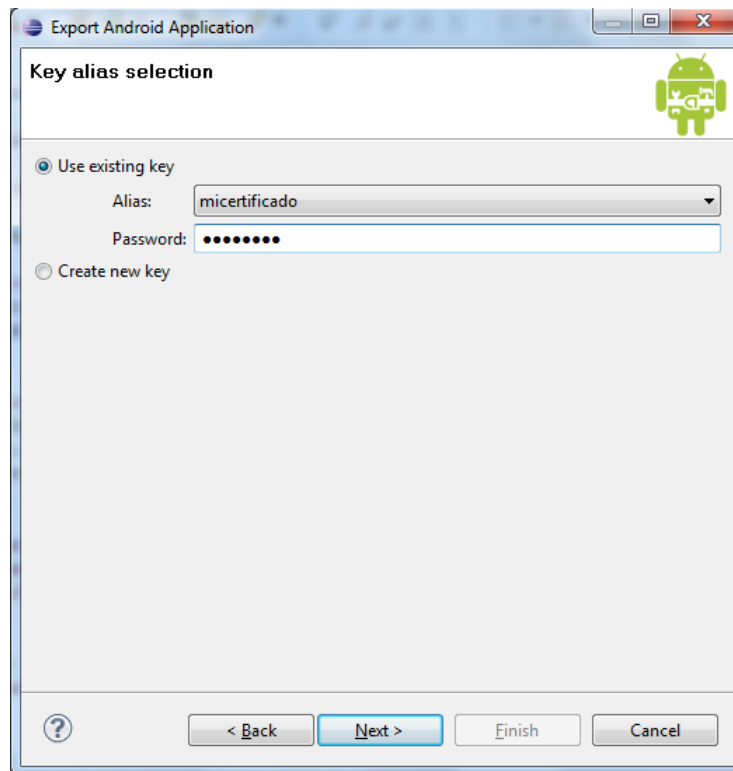 Export Android Application
Key alias selection
Use existing key
Alias: micertificado
Password: ●●●●●●●●
Create new key
? < Back Next > Finish Cancel